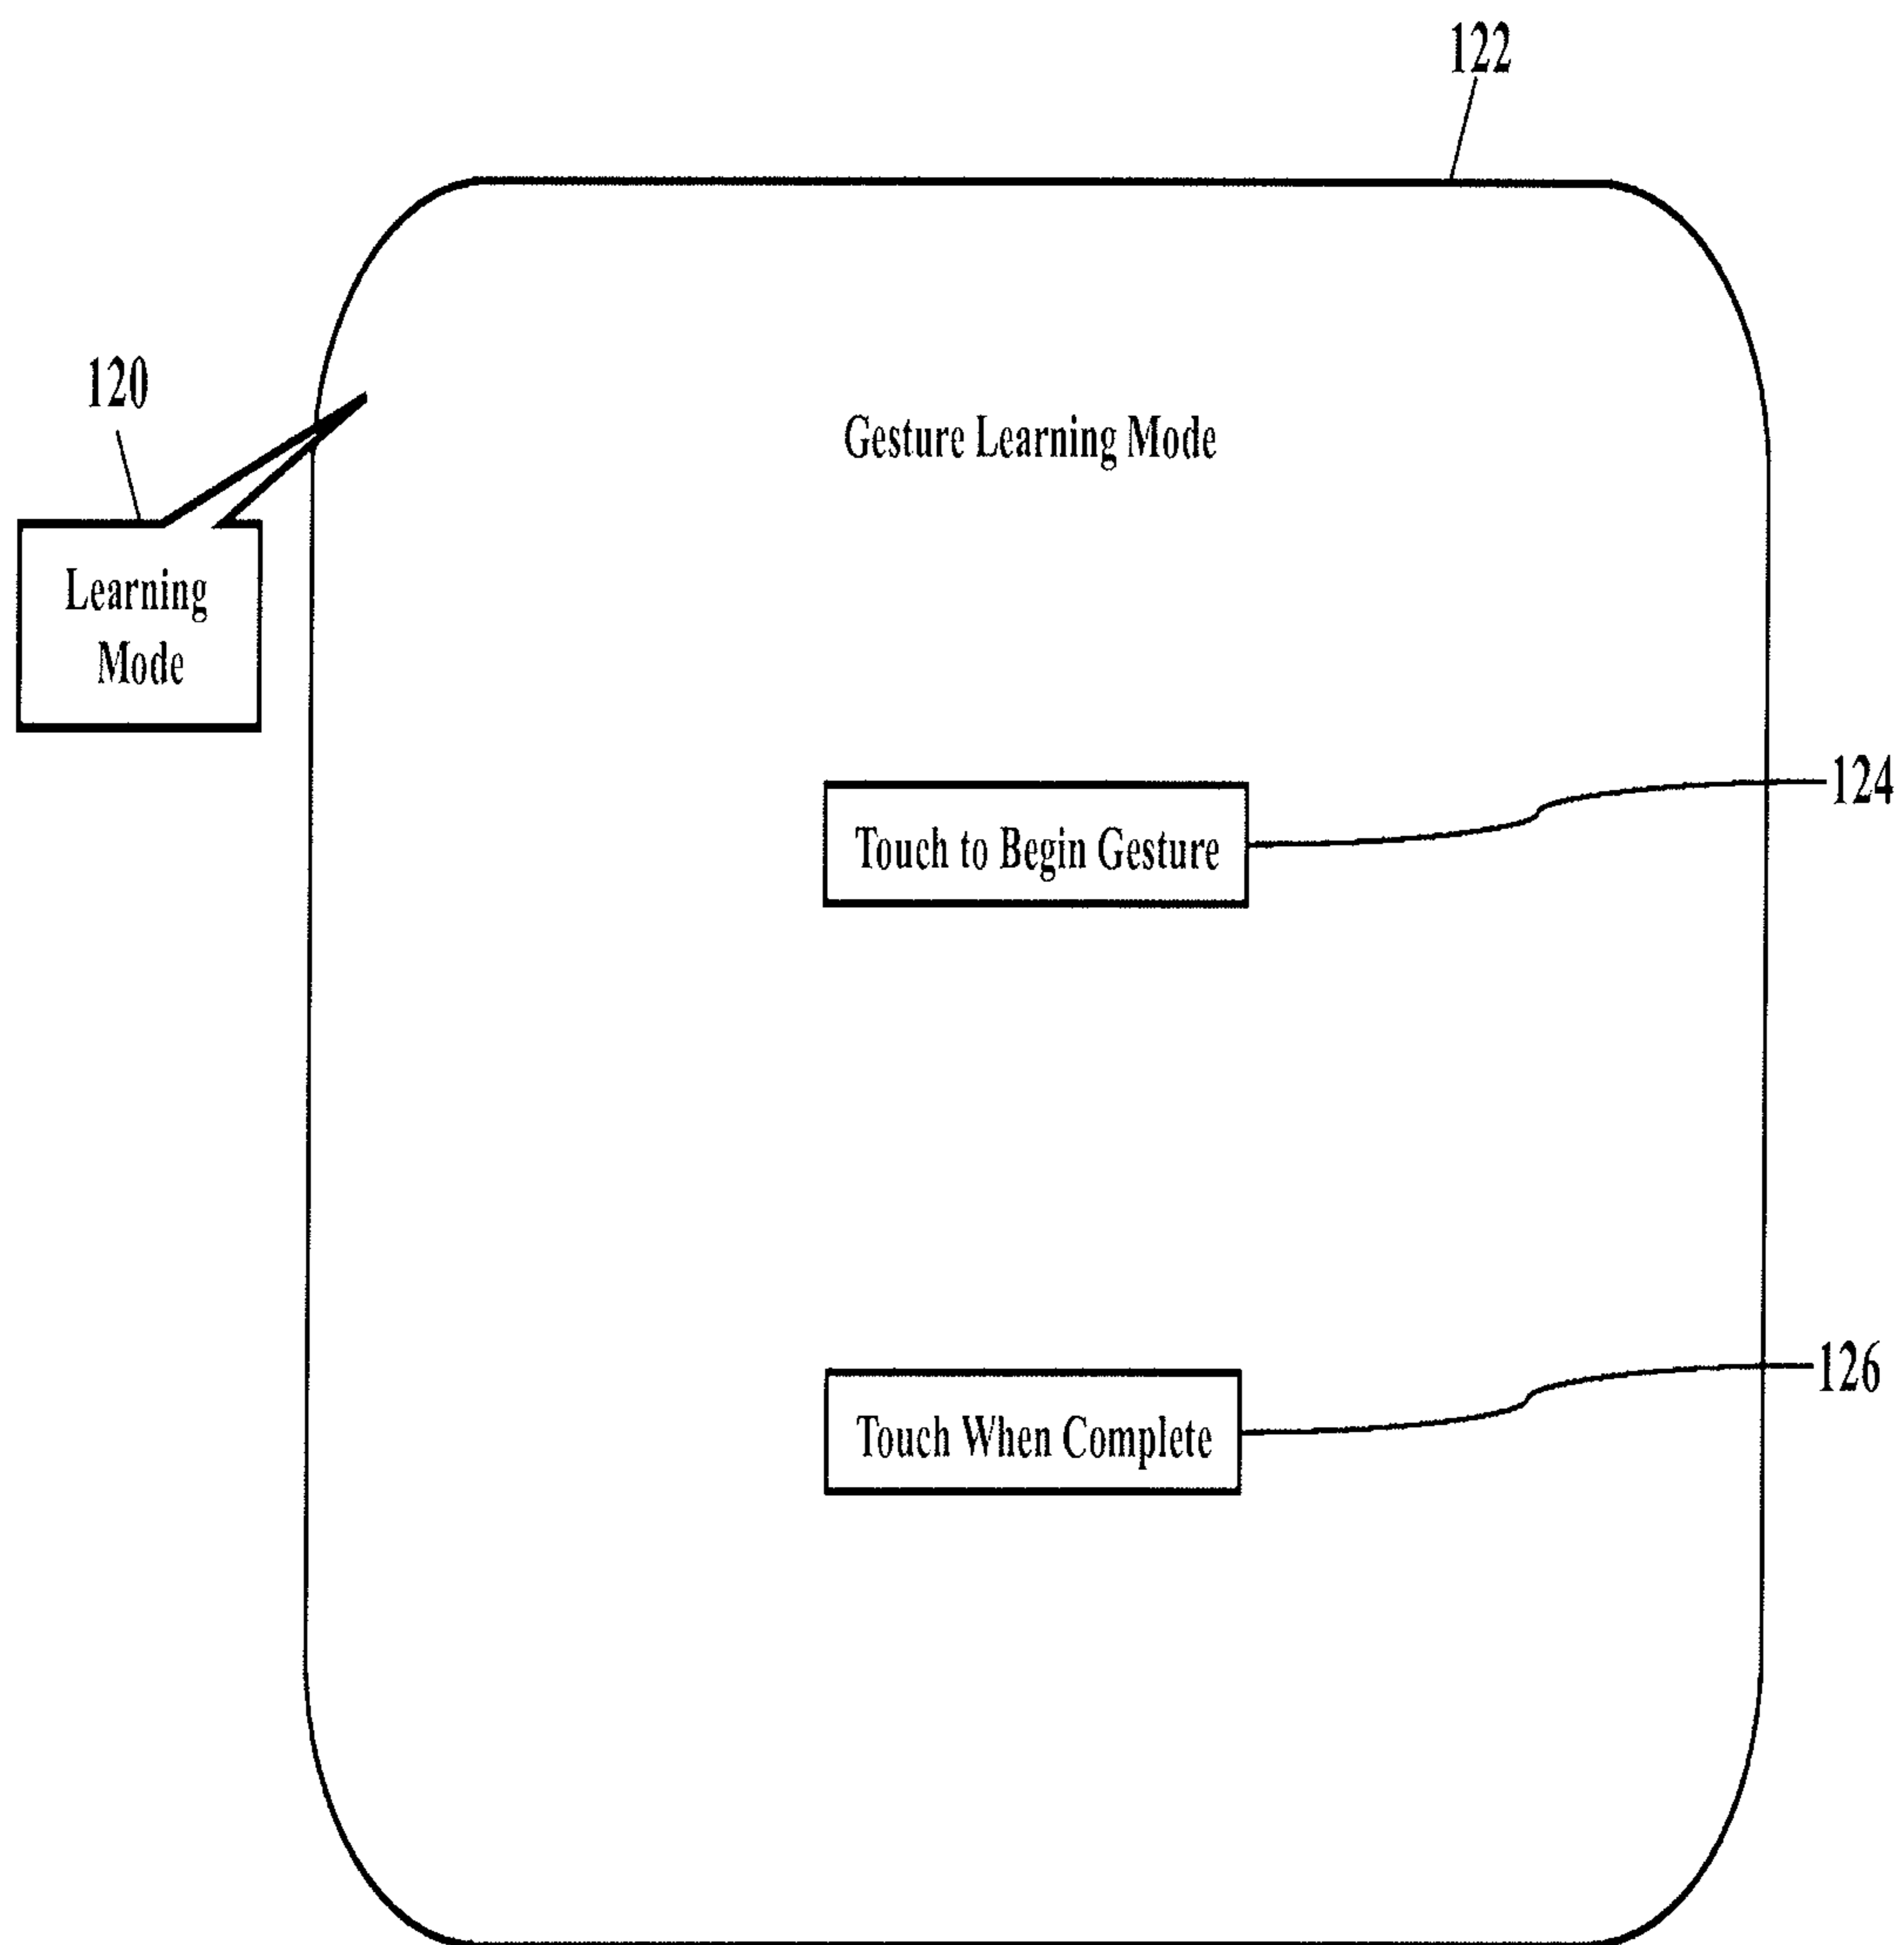 122
120
Gesture Learning Mode
Learning
Mode
124
Touch to Begin Gesture
126
Touch When Complete